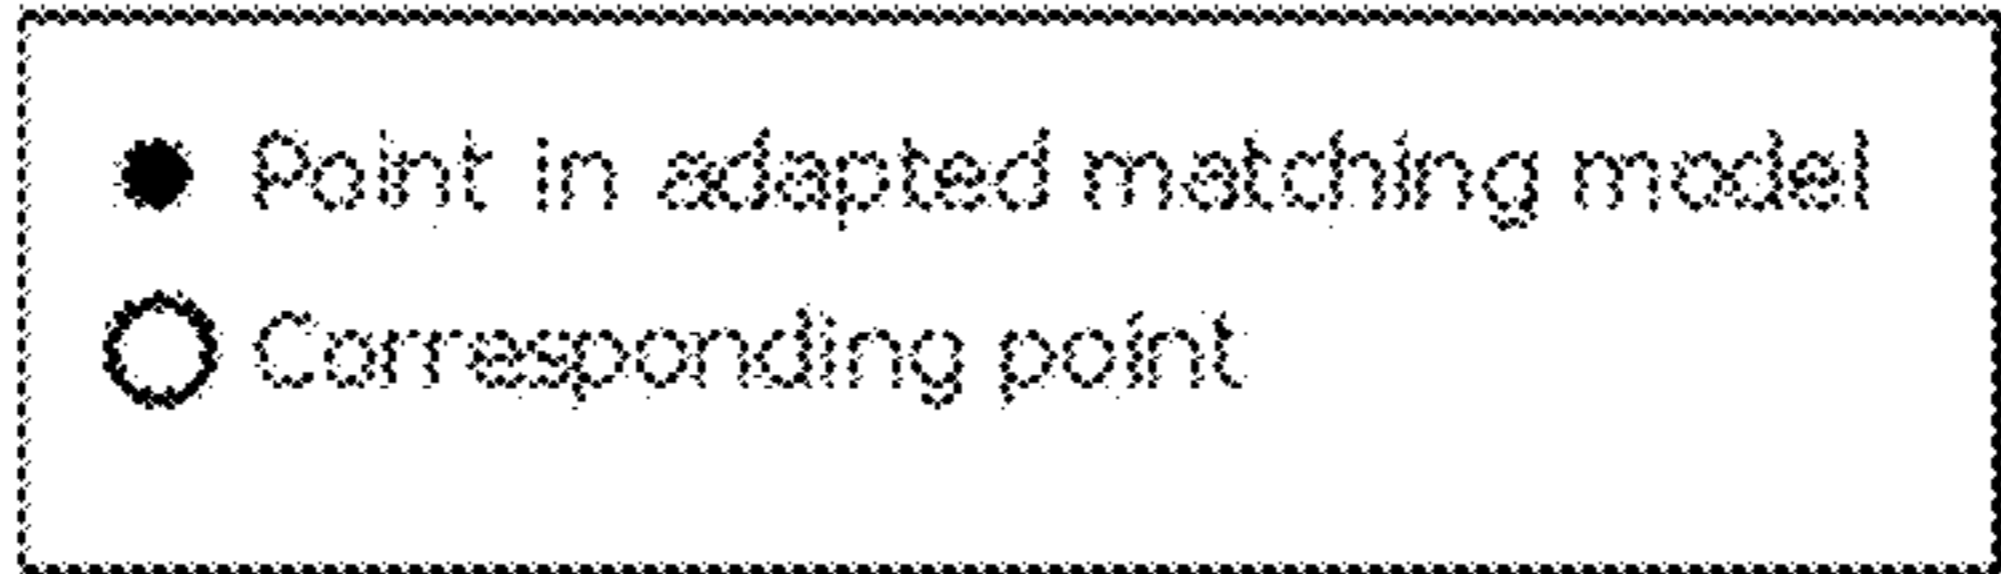 Point in adapted matching model
Corresponding point